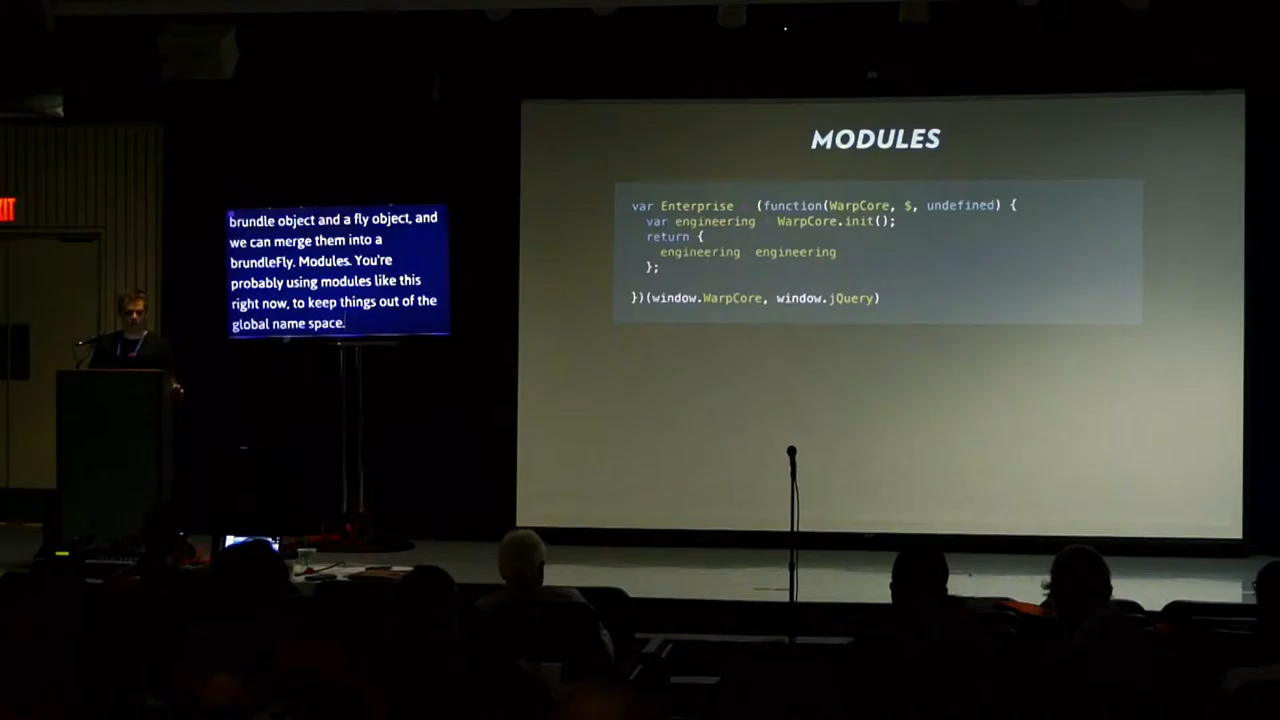 XIT
brundle object and a fly object, and
we can merge them into a
brundleFly. Modules. You're
probably using modules like this
right now, to keep things out of the
global name space.
MODULES
var Enterprise = (function(WarpCore, $, undefined) {
var engineering = WarpCore.init();
return {
engineering: engineering
};
})(window.WarpCore, window.jQuery)